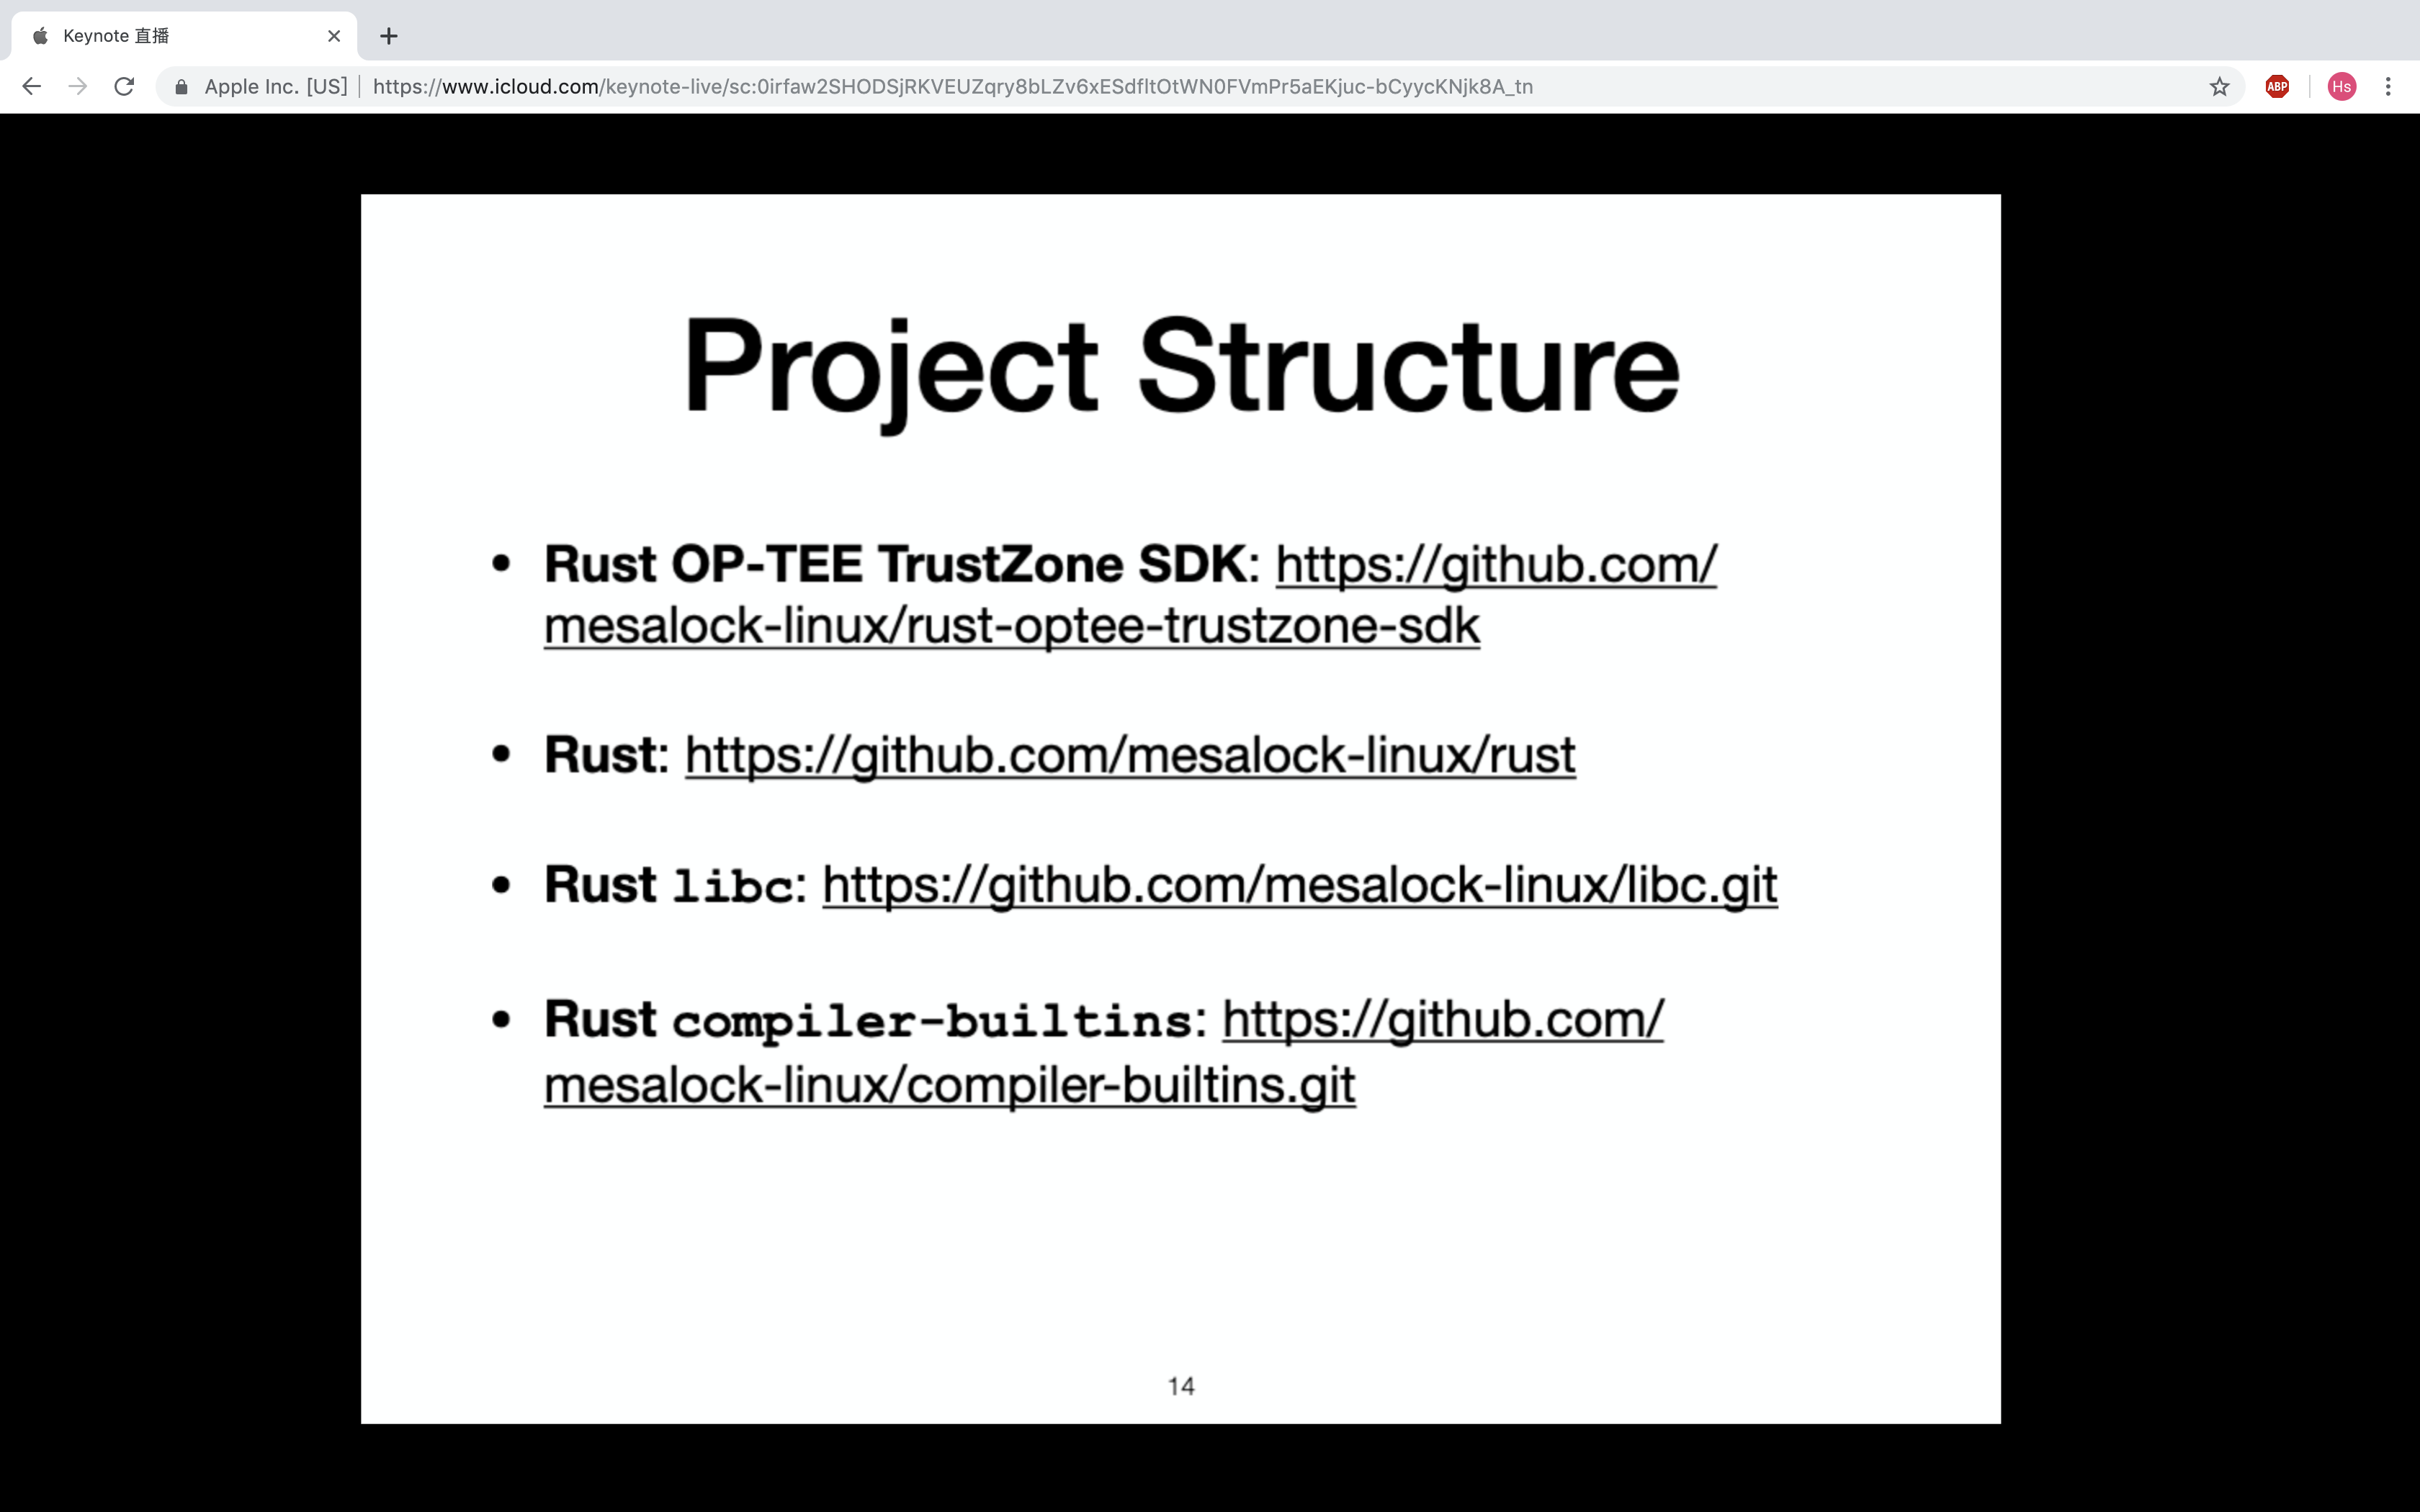 Keynote 直播
Apple Inc. [US] https://www.icloud.com/keynote-live/sc:0irfaw2SHODSjRKVEUZqry8bLZv6xESdfItOtWN0FVmPr5aEKjuc-bCyycKNjk8A_tn
ABP
Hs
Project Structure
• Rust OP-TEE TrustZone SDK: https://github.com/
mesalock-linux/rust-optee-trustzone-sdk
• Rust: https://github.com/mesalock-linux/rust
• Rust libc: https://github.com/mesalock-linux/libc.git
• Rust compiler-builtins: https://github.com/
mesalock-linux/compiler-builtins.git
14